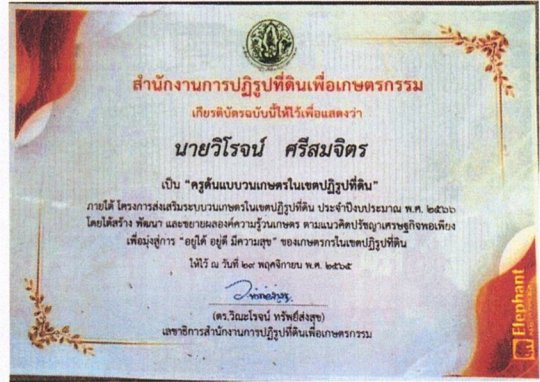 สำนักงานการปฏิรูปที่ดินเพื่อเกษตรกรรม
เกียรติบัตรฉบับนี้ให้ไว้เพื่อแสดงว่า
นายวิโรจน์ ศรีสมจิตร
เป็น “ครูต้นแบบวนเกษตรในเขตปฏิรูปที่ดิน”
ภายใต้ โครงการส่งเสริมระบบวนเกษตรในเขตปฏิรูปที่ดิน ประจำปีงบประมาณ พ.ศ. ๒๕๖๖
โดยได้สร้าง พัฒนา และขยายผลองค์ความรู้วนเกษตร ตามแนวคิดปรัชญาเศรษฐกิจพอเพียง
เพื่อมุ่งสู่การ “อยู่ได้ อยู่ดี มีความสุข” ของเกษตรกรในเขตปฏิรูปที่ดิน
ให้ไว้ ณ วันที่ ๒๙ พฤศจิกายน พ.ศ. ๒๕๖๕
(ดร.วิณะโรจน์ ทรัพย์ส่งสุข)
เลขาธิการสำนักงานการปฏิรูปที่ดินเพื่อเกษตรกรรม
Elephant